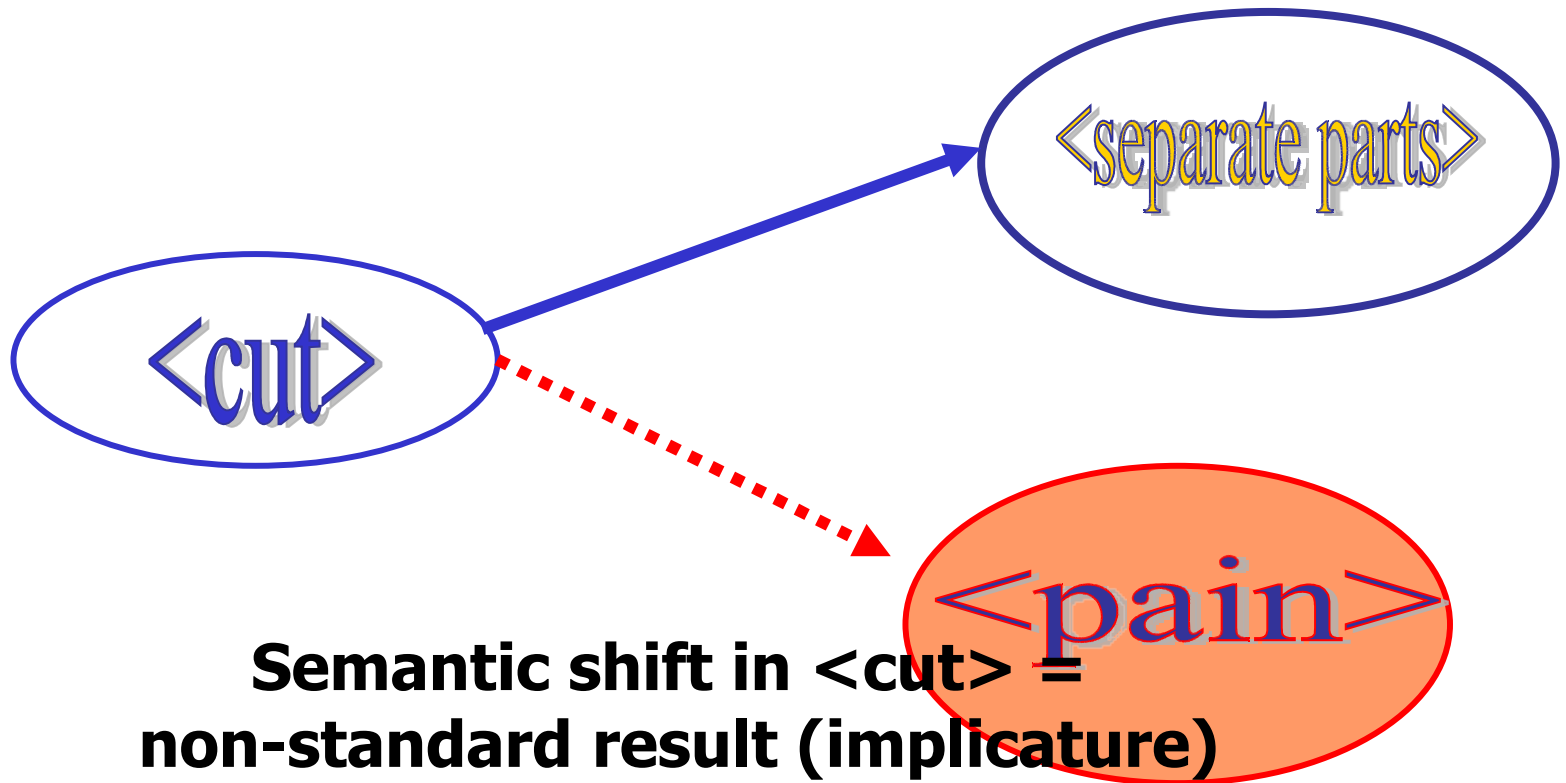 <separate parts>
<cut>
<pain>
Semantic shift in <cut> =
non-standard result (implicature)